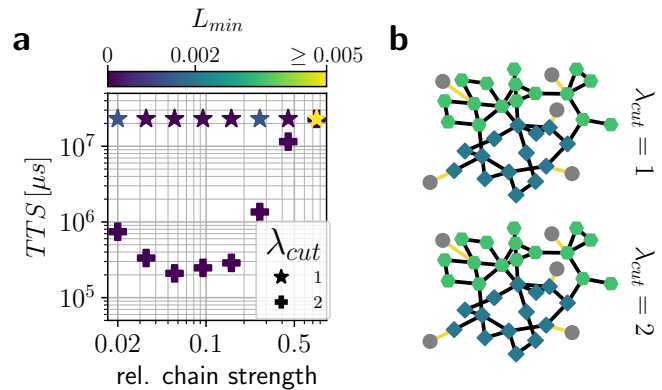 a
L_min
0 0.002 ≥ 0.005
TTS [μs]
10^7
10^6
10^5
λ_cut
1
2
0.02 0.1 0.5
rel. chain strength
b
λ_cut = 1
λ_cut = 2